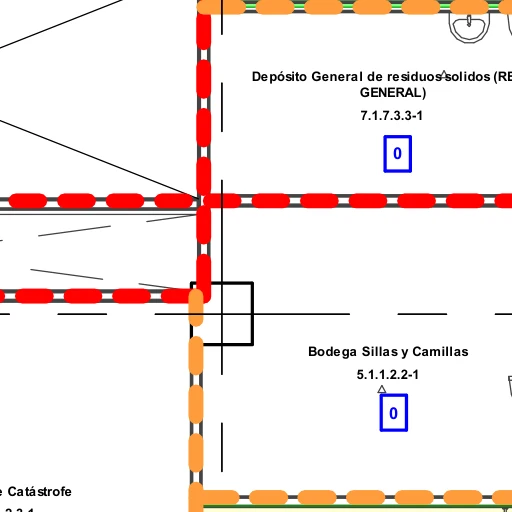 Depósito General de residuos solidos (RE
GENERAL)
7.1.7.3.3-1
0
Bodega Sillas y Camillas
5.1.1.2.2-1
0
e Catástrofe